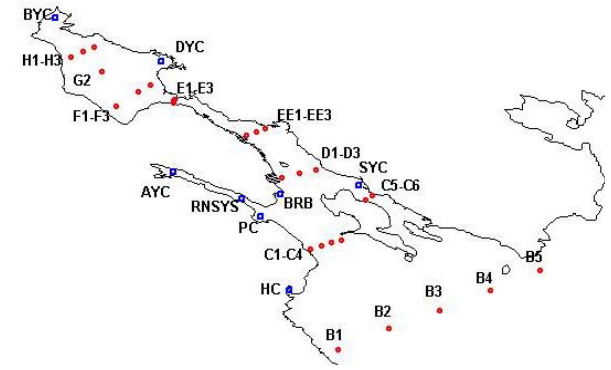 BYC
DYC
H1-H3
G2
E1-E3
F1-F3
EE1-EE3
D1-D3
SYC
AYC
C5-C6
RNSYS
BRB
PC
C1-C4
B5
HC
B4
B3
B2
B1